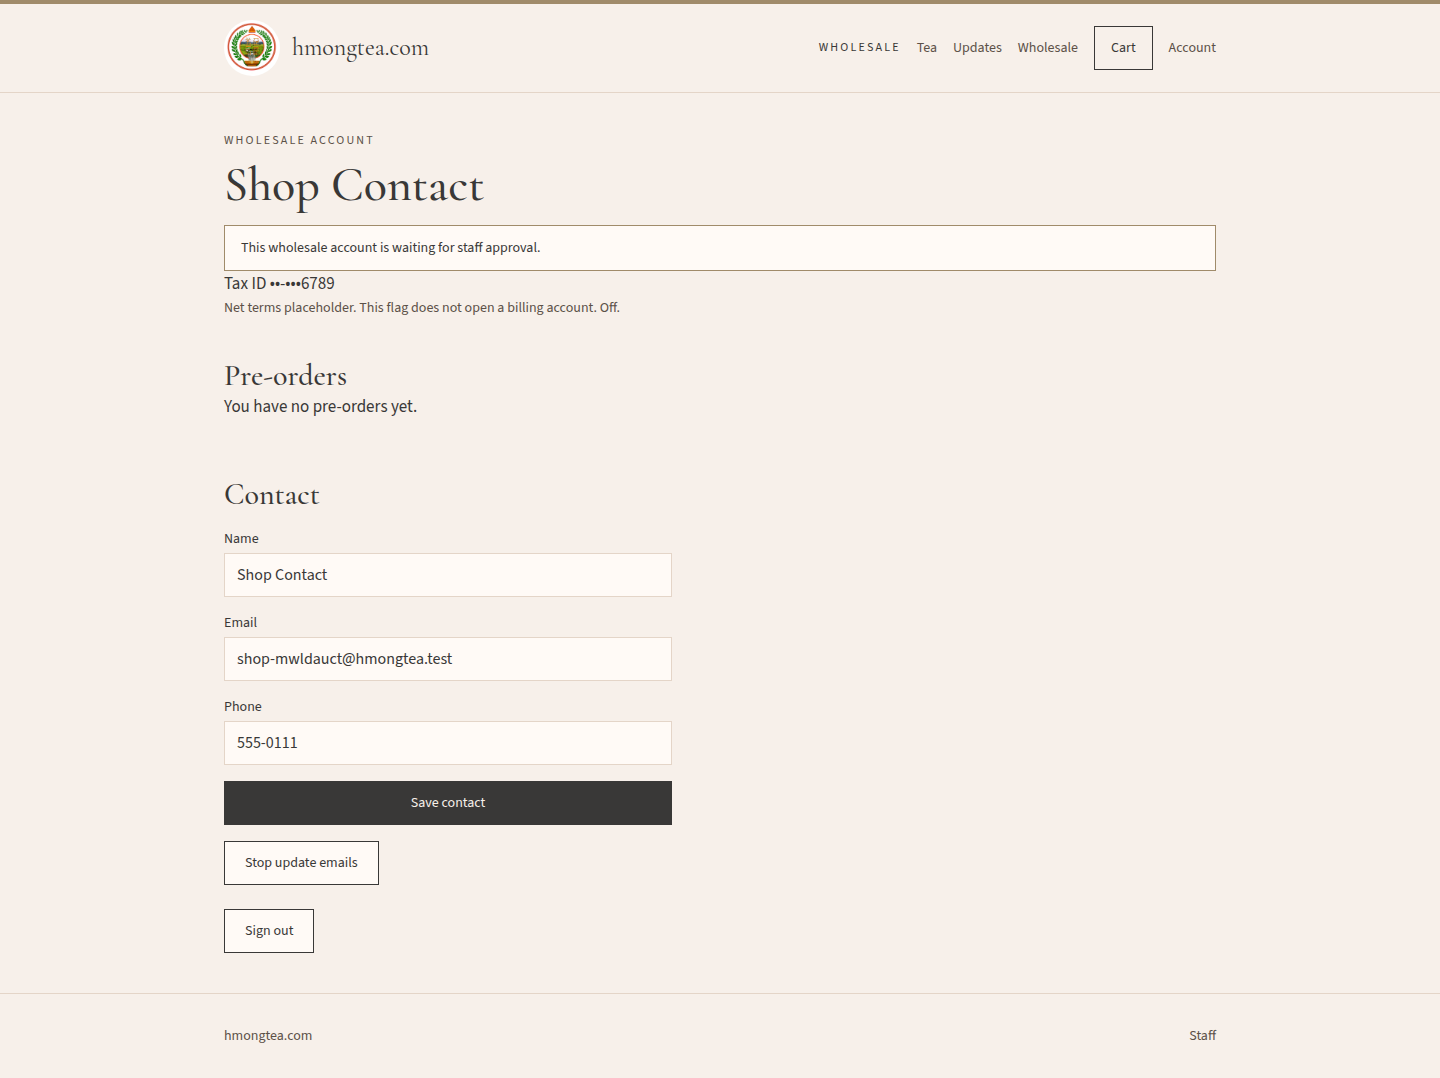 hmongtea.com
WHOLESALE Tea Updates Wholesale Cart Account
WHOLESALE ACCOUNT
Shop Contact
This wholesale account is waiting for staff approval.
Tax ID ••-•••6789
Net terms placeholder. This flag does not open a billing account. Off.
Pre-orders
You have no pre-orders yet.
Contact
Name
Shop Contact
Email
shop-mwldauct@hmongtea.test
Phone
555-0111
Save contact
Stop update emails
Sign out
hmongtea.com
Staff